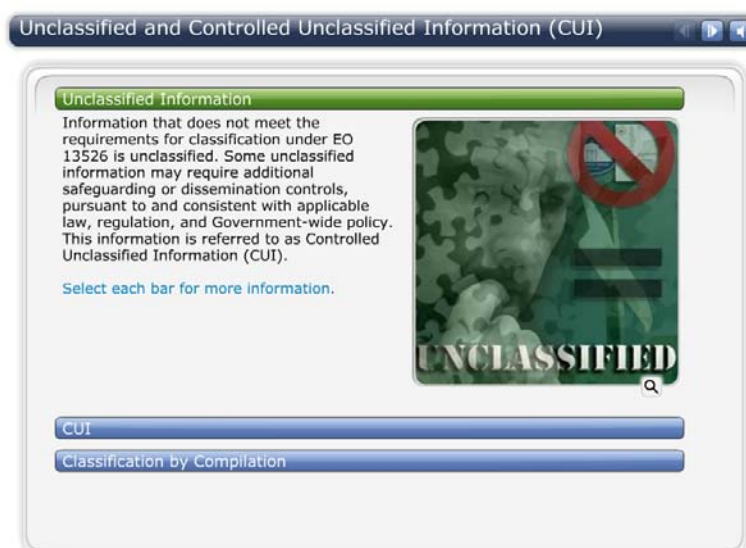 Unclassified and Controlled Unclassified Information (CUI)
Unclassified Information
Information that does not meet the
requirements for classification under EO
13526 is unclassified. Some unclassified
information may require additional
safeguarding or dissemination controls,
pursuant to and consistent with applicable
law, regulation, and Government-wide policy.
This information is referred to as Controlled
Unclassified Information (CUI).
Select each bar for more information.
UNCLASSIFIED
CUI
Classification by Compilation